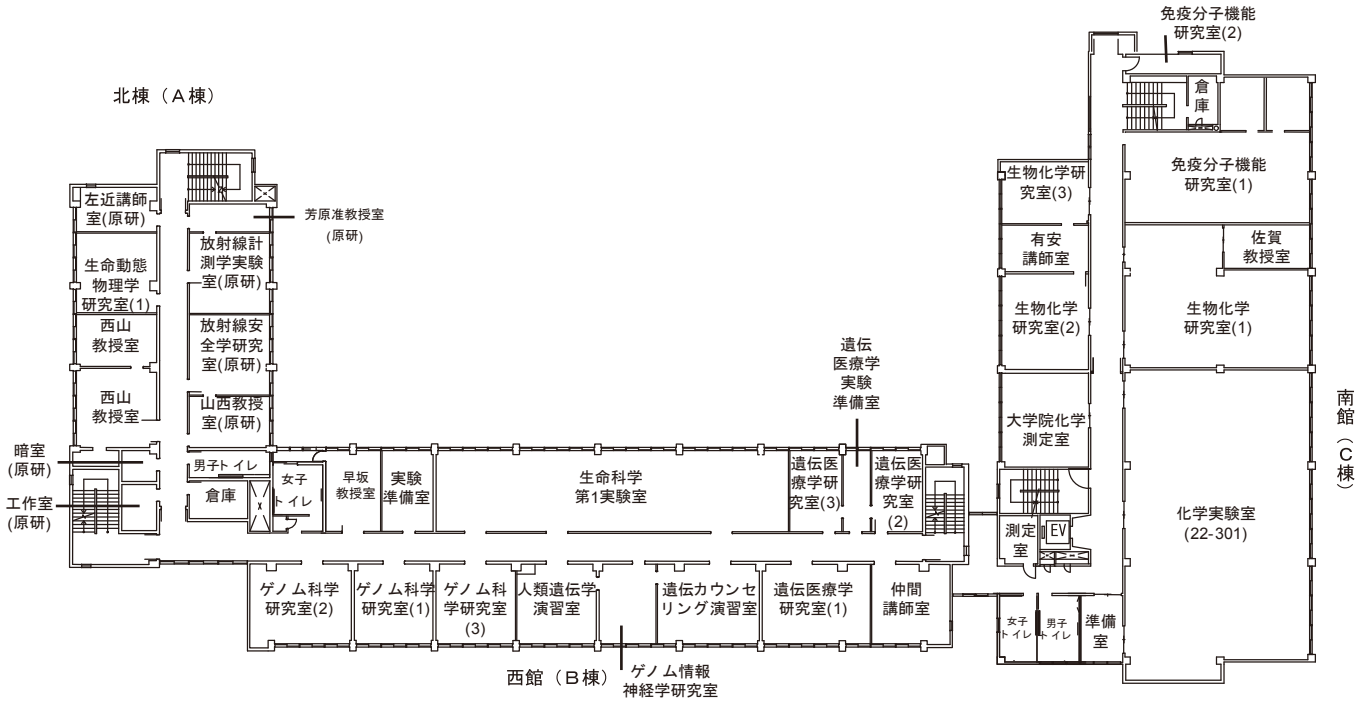 北棟（A棟）
左近講師
室(原研)
芳原准教授室
(原研)
生命動態
物理学
研究室(1)
放射線計
測学実験
室(原研)
西山
教授室
放射線安
全学研究
室(原研)
西山
教授室
山西教授
室(原研)
暗室
(原研)
男子トイレ
工作室
(原研)
倉庫
女子
トイレ
早坂
教授室
実験
準備室
生命科学
第1実験室
遺伝医
療学研
究室(3)
遺伝
医療学
実験
準備室
遺伝医
療学研
究室
(2)
ゲノム科学
研究室(2)
ゲノム科学
研究室(1)
ゲノム科
学研究室
(3)
人類遺伝学
演習室
ゲノム情報
神経学研究室
遺伝カウンセ
リング演習室
遺伝医療学
研究室(1)
仲間
講師室
西館（B棟）
免疫分子機能
研究室(2)
倉
庫
免疫分子機能
研究室(1)
生物化学研
究室(3)
有安
講師室
佐賀
教授室
生物化学
研究室(2)
生物化学
研究室(1)
大学院化学
測定室
測定
室
EV
化学実験室
(22-301)
女子
トイレ
男子
トイレ
準備
室
南館（C棟）